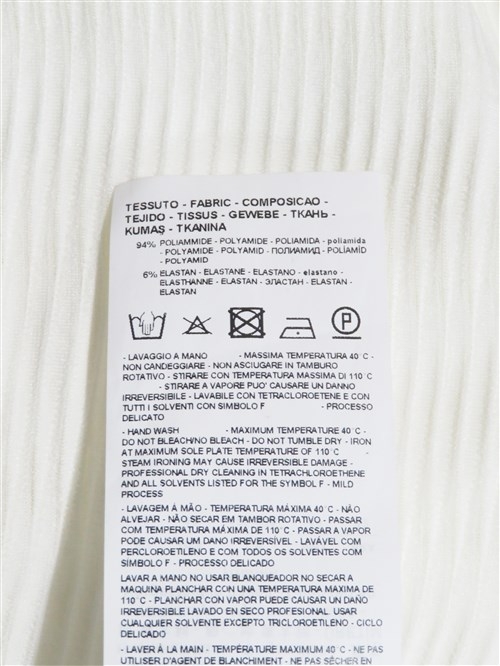 TESSUTO - FABRIC - COMPOSICAO -
TEJIDO - TISSUS - GEWEBE - ТКАНЬ -
KUMAŞ - TKANINA
94% POLIAMMIDE - POLYAMIDE - POLIAMIDA - poliamida
- POLYAMIDE - POLYAMID - ПОЛИАМИД - POLİAMİD
- POLYAMID
6% ELASTAN - ELASTANE - ELASTANO - elastano -
ELASTHANNE - ELASTAN - ЭЛАСТАН - ELASTAN -
ELASTAN
P
- LAVAGGIO A MANO - MASSIMA TEMPERATURA 40°C -
NON CANDEGGIARE - NON ASCIUGARE IN TAMBURO
ROTATIVO - STIRARE CON TEMPERATURA MASSIMA DI 110°C
- STIRARE A VAPORE PUO' CAUSARE UN DANNO
IRREVERSIBILE - LAVABILE CON TETRACLOROETENE E CON
TUTTI I SOLVENTI CON SIMBOLO F - PROCESSO
DELICATO
- HAND WASH - MAXIMUM TEMPERATURE 40°C -
DO NOT BLEACH/NO BLEACH - DO NOT TUMBLE DRY - IRON
AT MAXIMUM SOLE PLATE TEMPERATURE OF 110°C -
STEAM IRONING MAY CAUSE IRREVERSIBLE DAMAGE -
PROFESSIONAL DRY CLEANING IN TETRACHLOROETHENE
AND ALL SOLVENTS LISTED FOR THE SYMBOL F - MILD
PROCESS
- LAVAGEM À MÃO - TEMPERATURA MÁXIMA 40°C - NÃO
ALVEJAR - NÃO SECAR EM TAMBOR ROTATIVO - PASSAR
COM TEMPERATURA MÁXIMA DE 110°C - PASSAR A VAPOR
PODE CAUSAR UM DANO IRREVERSÍVEL - LAVÁVEL COM
PERCLOROETILENO E COM TODOS OS SOLVENTES COM
SIMBOLO F - PROCESSO DELICADO
LAVAR A MANO NO USAR BLANQUEADOR NO SECAR A
MAQUINA PLANCHAR CON UNA TEMPERATURA MAXIMA DE
110°C - PLANCHAR CON VAPOR PUEDE CAUSAR UN DAÑO
IRREVERSIBLE LAVADO EN SECO PROFESIONAL. USAR
CUALQUIER SOLVENTE EXCEPTO TRICLOROETILENO - CICLO
DELICADO
- LAVER À LA MAIN - TEMPÉRATURE MAXIMUM 40°C - NE PAS
UTILISER D'AGENT DE BLANCHIMENT - NE PAS SÉCHER EN